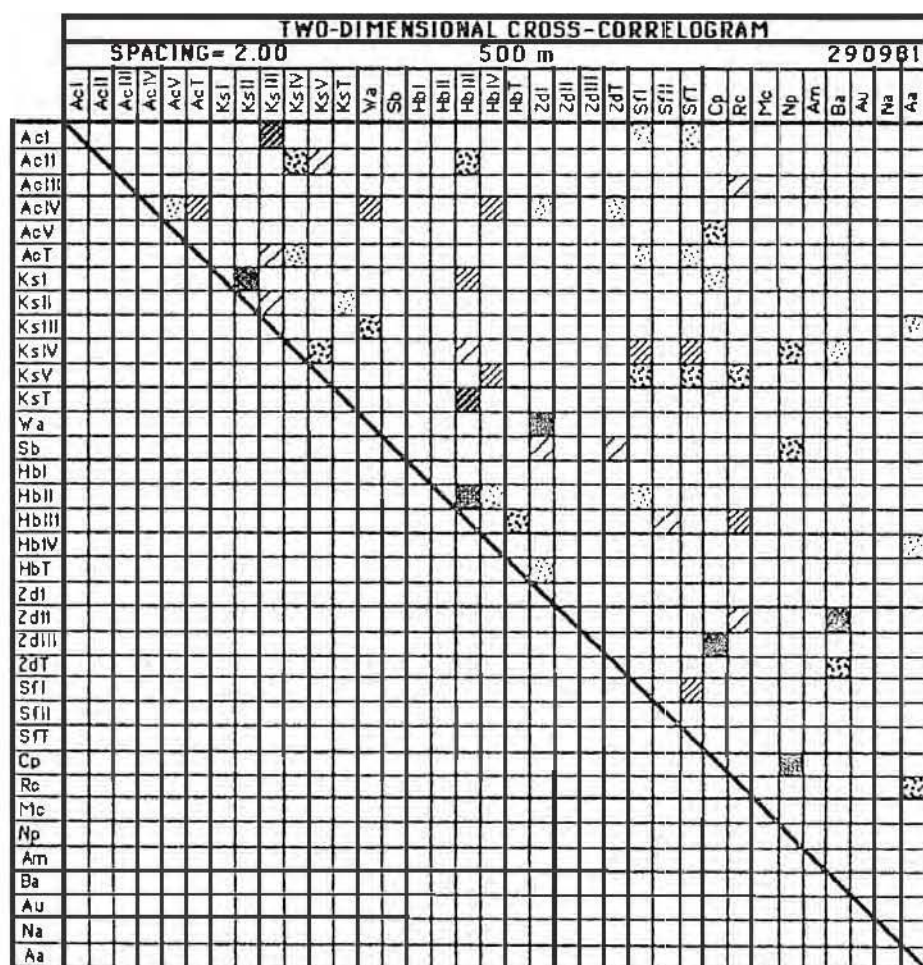 TWO-DIMENSIONAL CROSS-CORRELOGRAM
SPACING= 2.00 500 m 290981
AcI AcII AcIII AcIV AcV AcT KsI KsII KsIII KsIV KsV KsT Wa Sb HbI HbII HbIII HbIV HbT ZdI ZdII ZdIII ZdT SfI SfII SfT Cp Rc Mc Np Am Ba Au Na Aa
AcI
AcII
AcIII
AcIV
AcV
AcT
KsI
KsII
KsIII
KsIV
KsV
KsT
Wa
Sb
HbI
HbII
HbIII
HbIV
HbT
ZdI
ZdII
ZdIII
ZdT
SfI
SfII
SfT
Cp
Rc
Mc
Np
Am
Ba
Au
Na
Aa